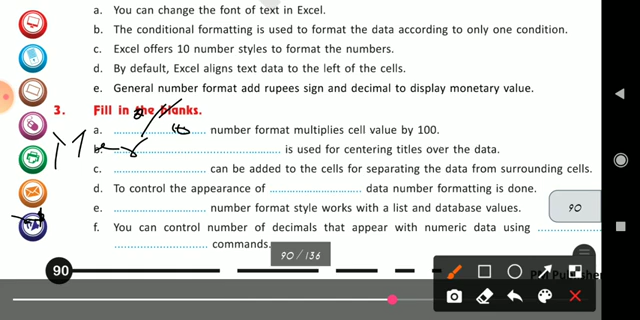 a. You can change the font of text in Excel.
b. The conditional formatting is used to format the data according to only one condition.
c. Excel offers 10 number styles to format the numbers.
d. By default, Excel aligns text data to the left of the cells.
e. General number format add rupees sign and decimal to display monetary value.
3. Fill in the blanks.
a. .............................. number format multiplies cell value by 100.
b. .............................. is used for centering titles over the data.
c. .............................. can be added to the cells for separating the data from surrounding cells.
d. To control the appearance of .............................. data number formatting is done.
e. .............................. number format style works with a list and database values.
90
f. You can control number of decimals that appear with numeric data using ....................
.............................. commands.
90 / 136
90